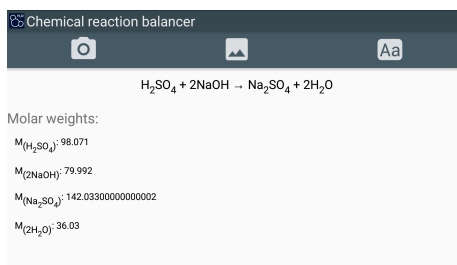 Chemical reaction balancer
Aa
H₂SO₄ + 2NaOH → Na₂SO₄ + 2H₂O
Molar weights:
M(H₂SO₄): 98.071
M(2NaOH): 79.992
M(Na₂SO₄): 142.03300000000002
M(2H₂O): 36.03